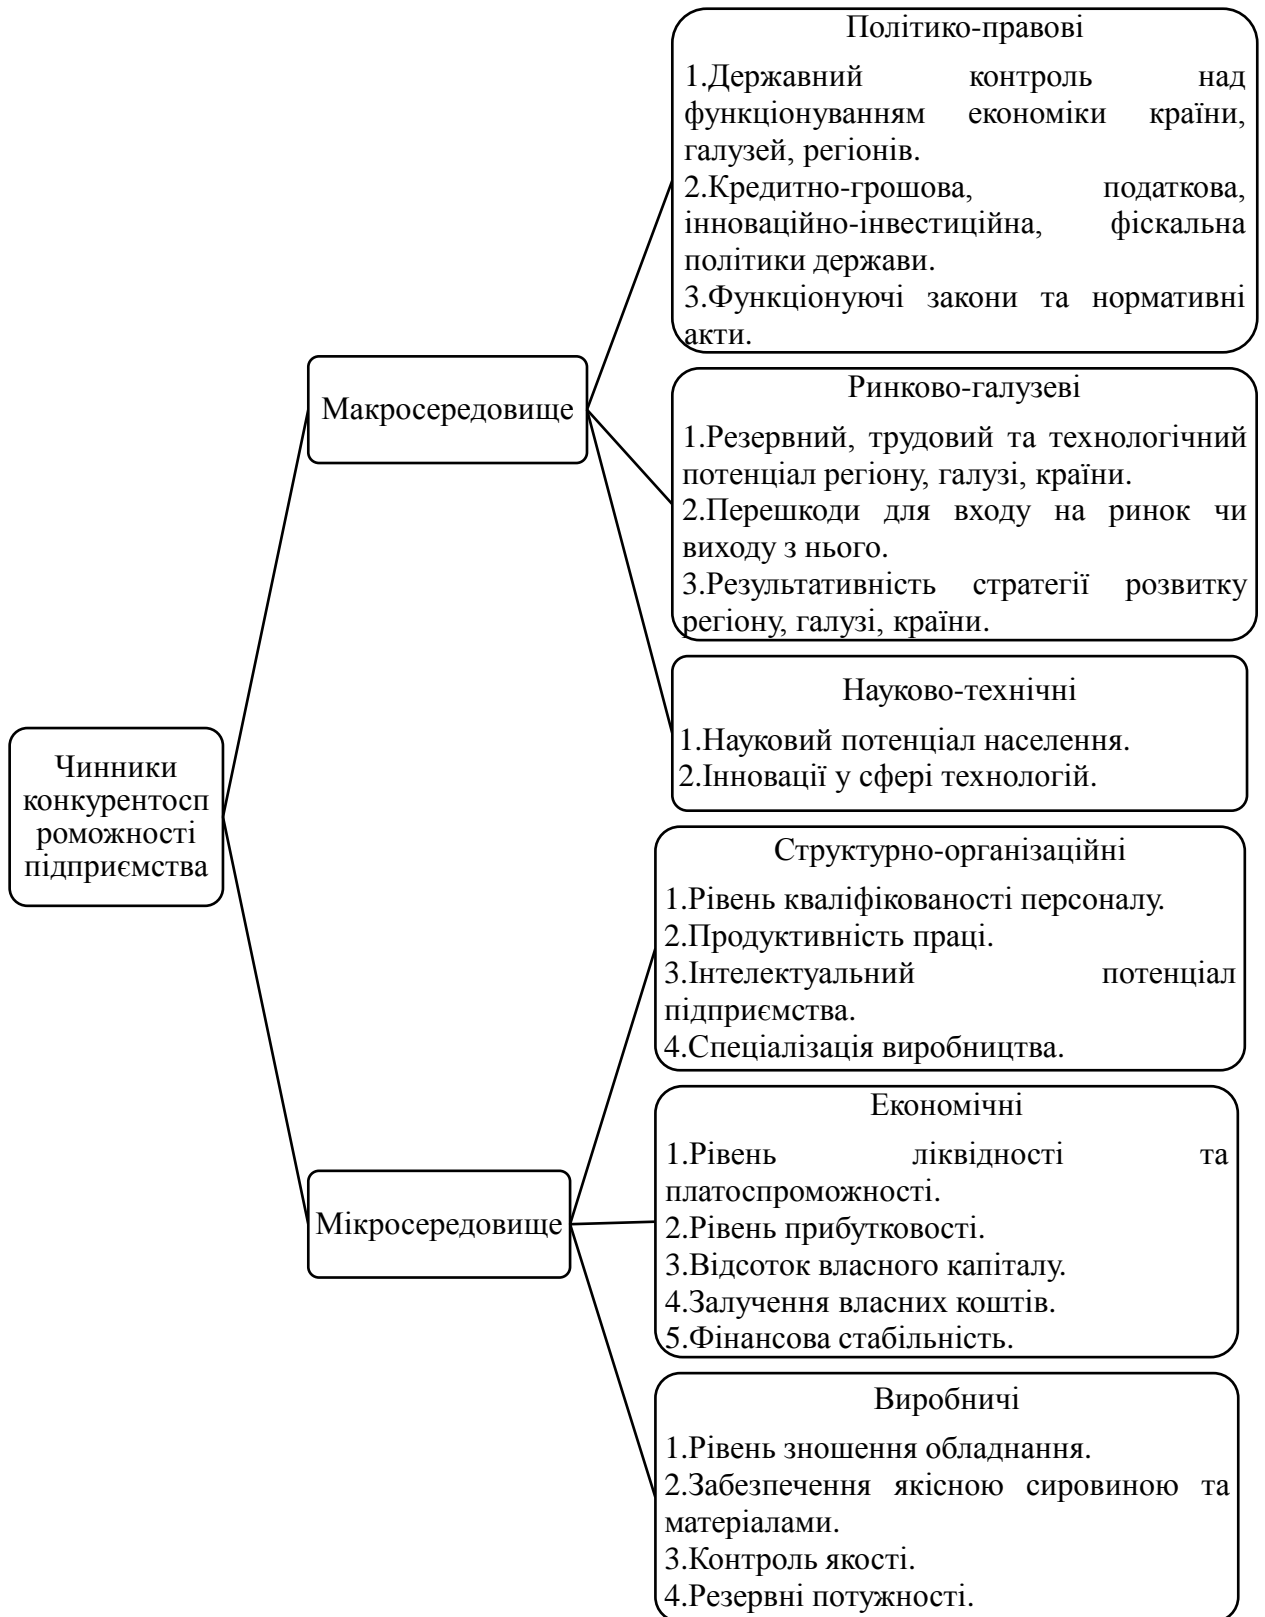 Політико-правові
1.Державний контроль над
функціонуванням економіки країни,
галузей, регіонів.
2.Кредитно-грошова, податкова,
інноваційно-інвестиційна, фіскальна
політики держави.
3.Функціонуючі закони та нормативні
акти.
Макросередовище
Ринково-галузеві
1.Резервний, трудовий та технологічний
потенціал регіону, галузі, країни.
2.Перешкоди для входу на ринок чи
виходу з нього.
3.Результативність стратегії розвитку
регіону, галузі, країни.
Науково-технічні
1.Науковий потенціал населення.
2.Інновації у сфері технологій.
Чинники
конкурентосп
роможності
підприємства
Структурно-організаційні
1.Рівень кваліфікованості персоналу.
2.Продуктивність праці.
3.Інтелектуальний потенціал
підприємства.
4.Спеціалізація виробництва.
Мікросередовище
Економічні
1.Рівень ліквідності та
платоспроможності.
2.Рівень прибутковості.
3.Відсоток власного капіталу.
4.Залучення власних коштів.
5.Фінансова стабільність.
Виробничі
1.Рівень зношення обладнання.
2.Забезпечення якісною сировиною та
матеріалами.
3.Контроль якості.
4.Резервні потужності.